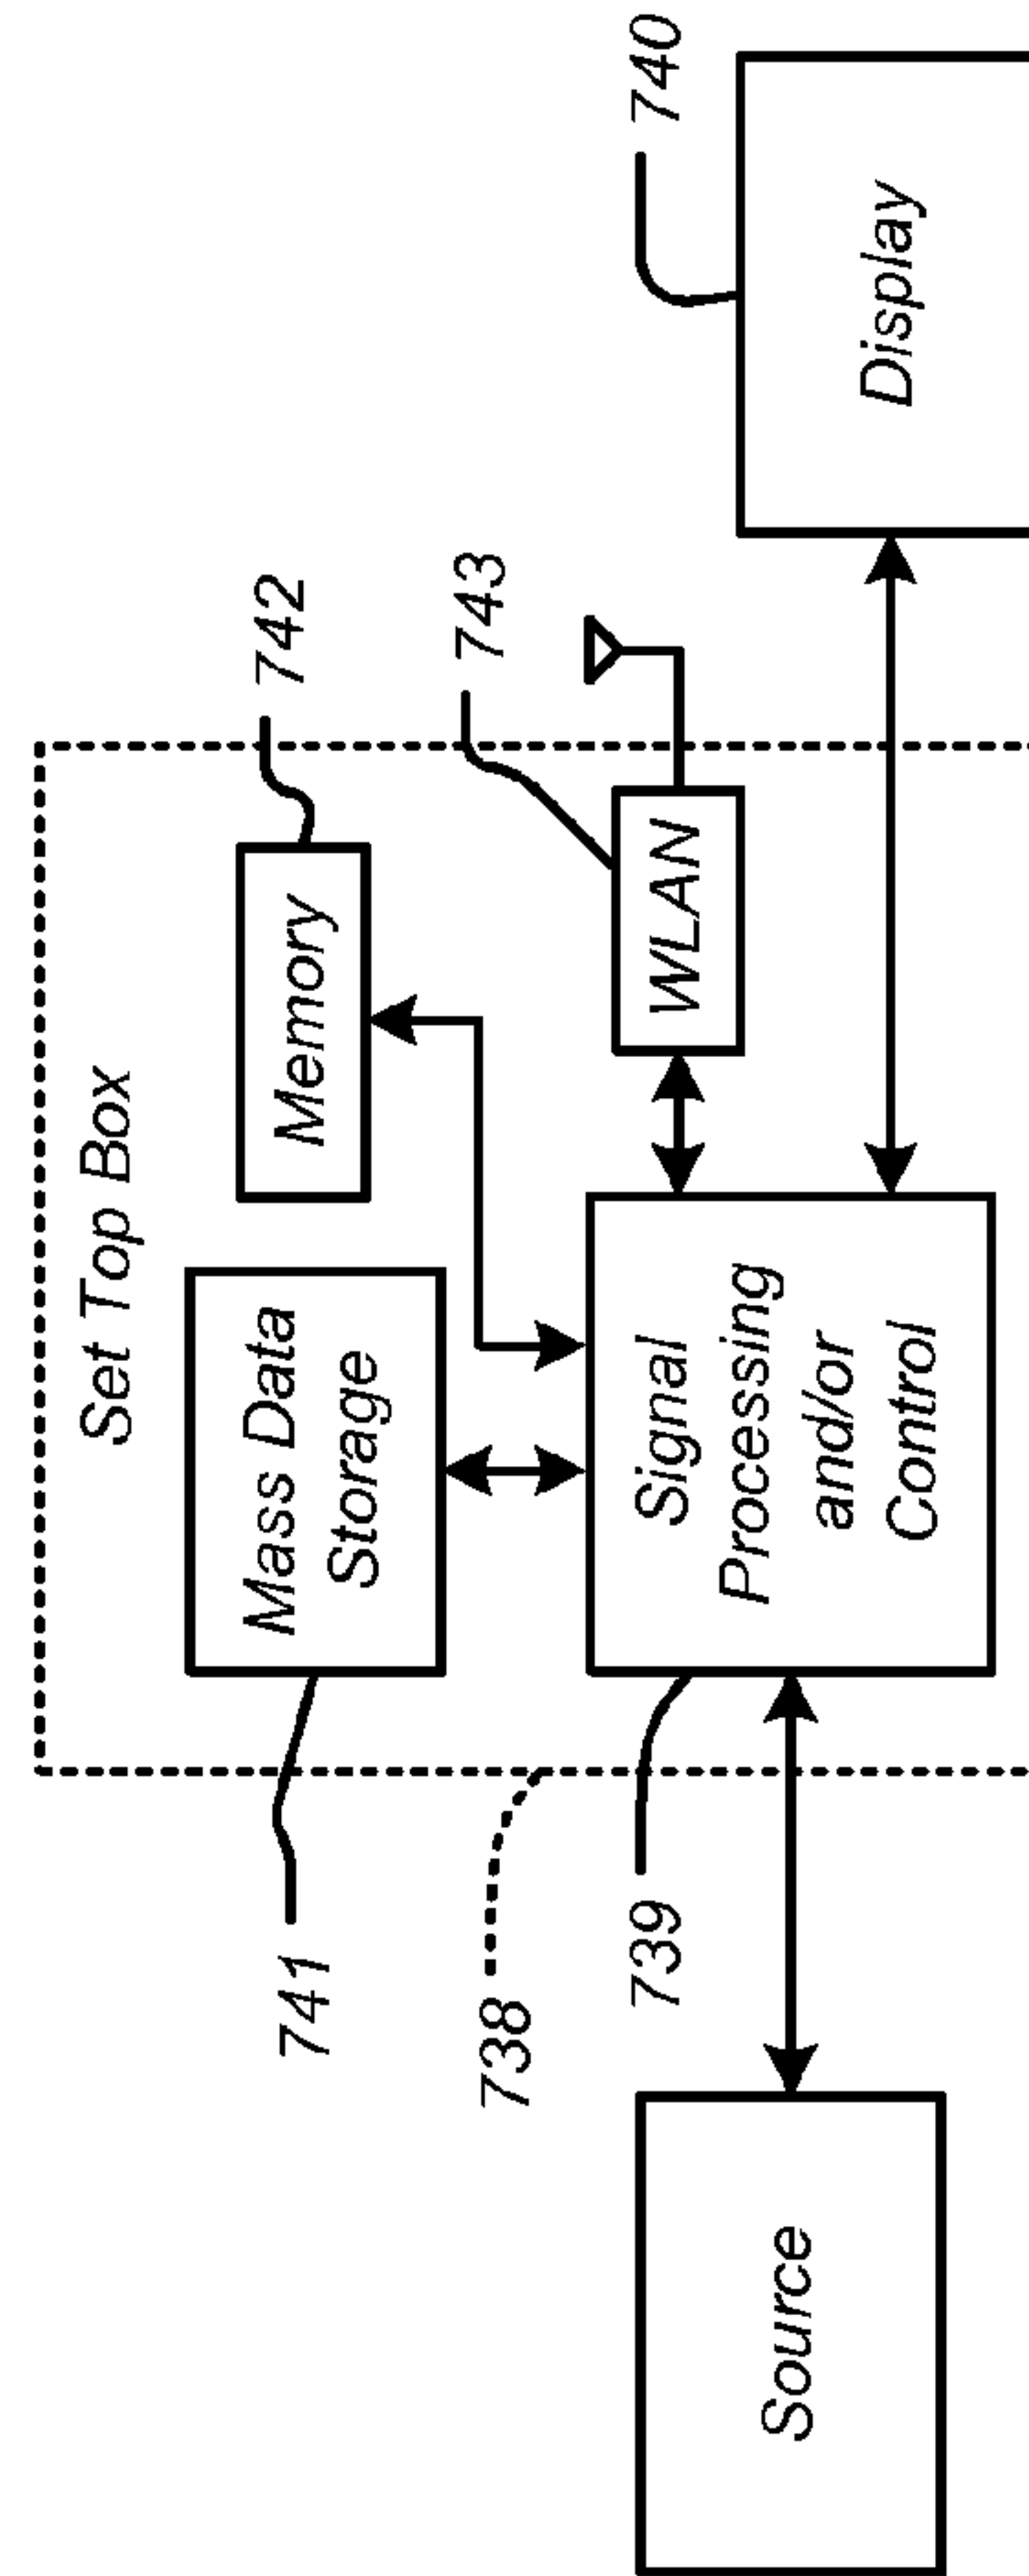 Set Top Box
738
Mass Data
Storage
741
Memory
742
Signal
Processing
and/or
Control
739
WLAN
743
Source
Display
740